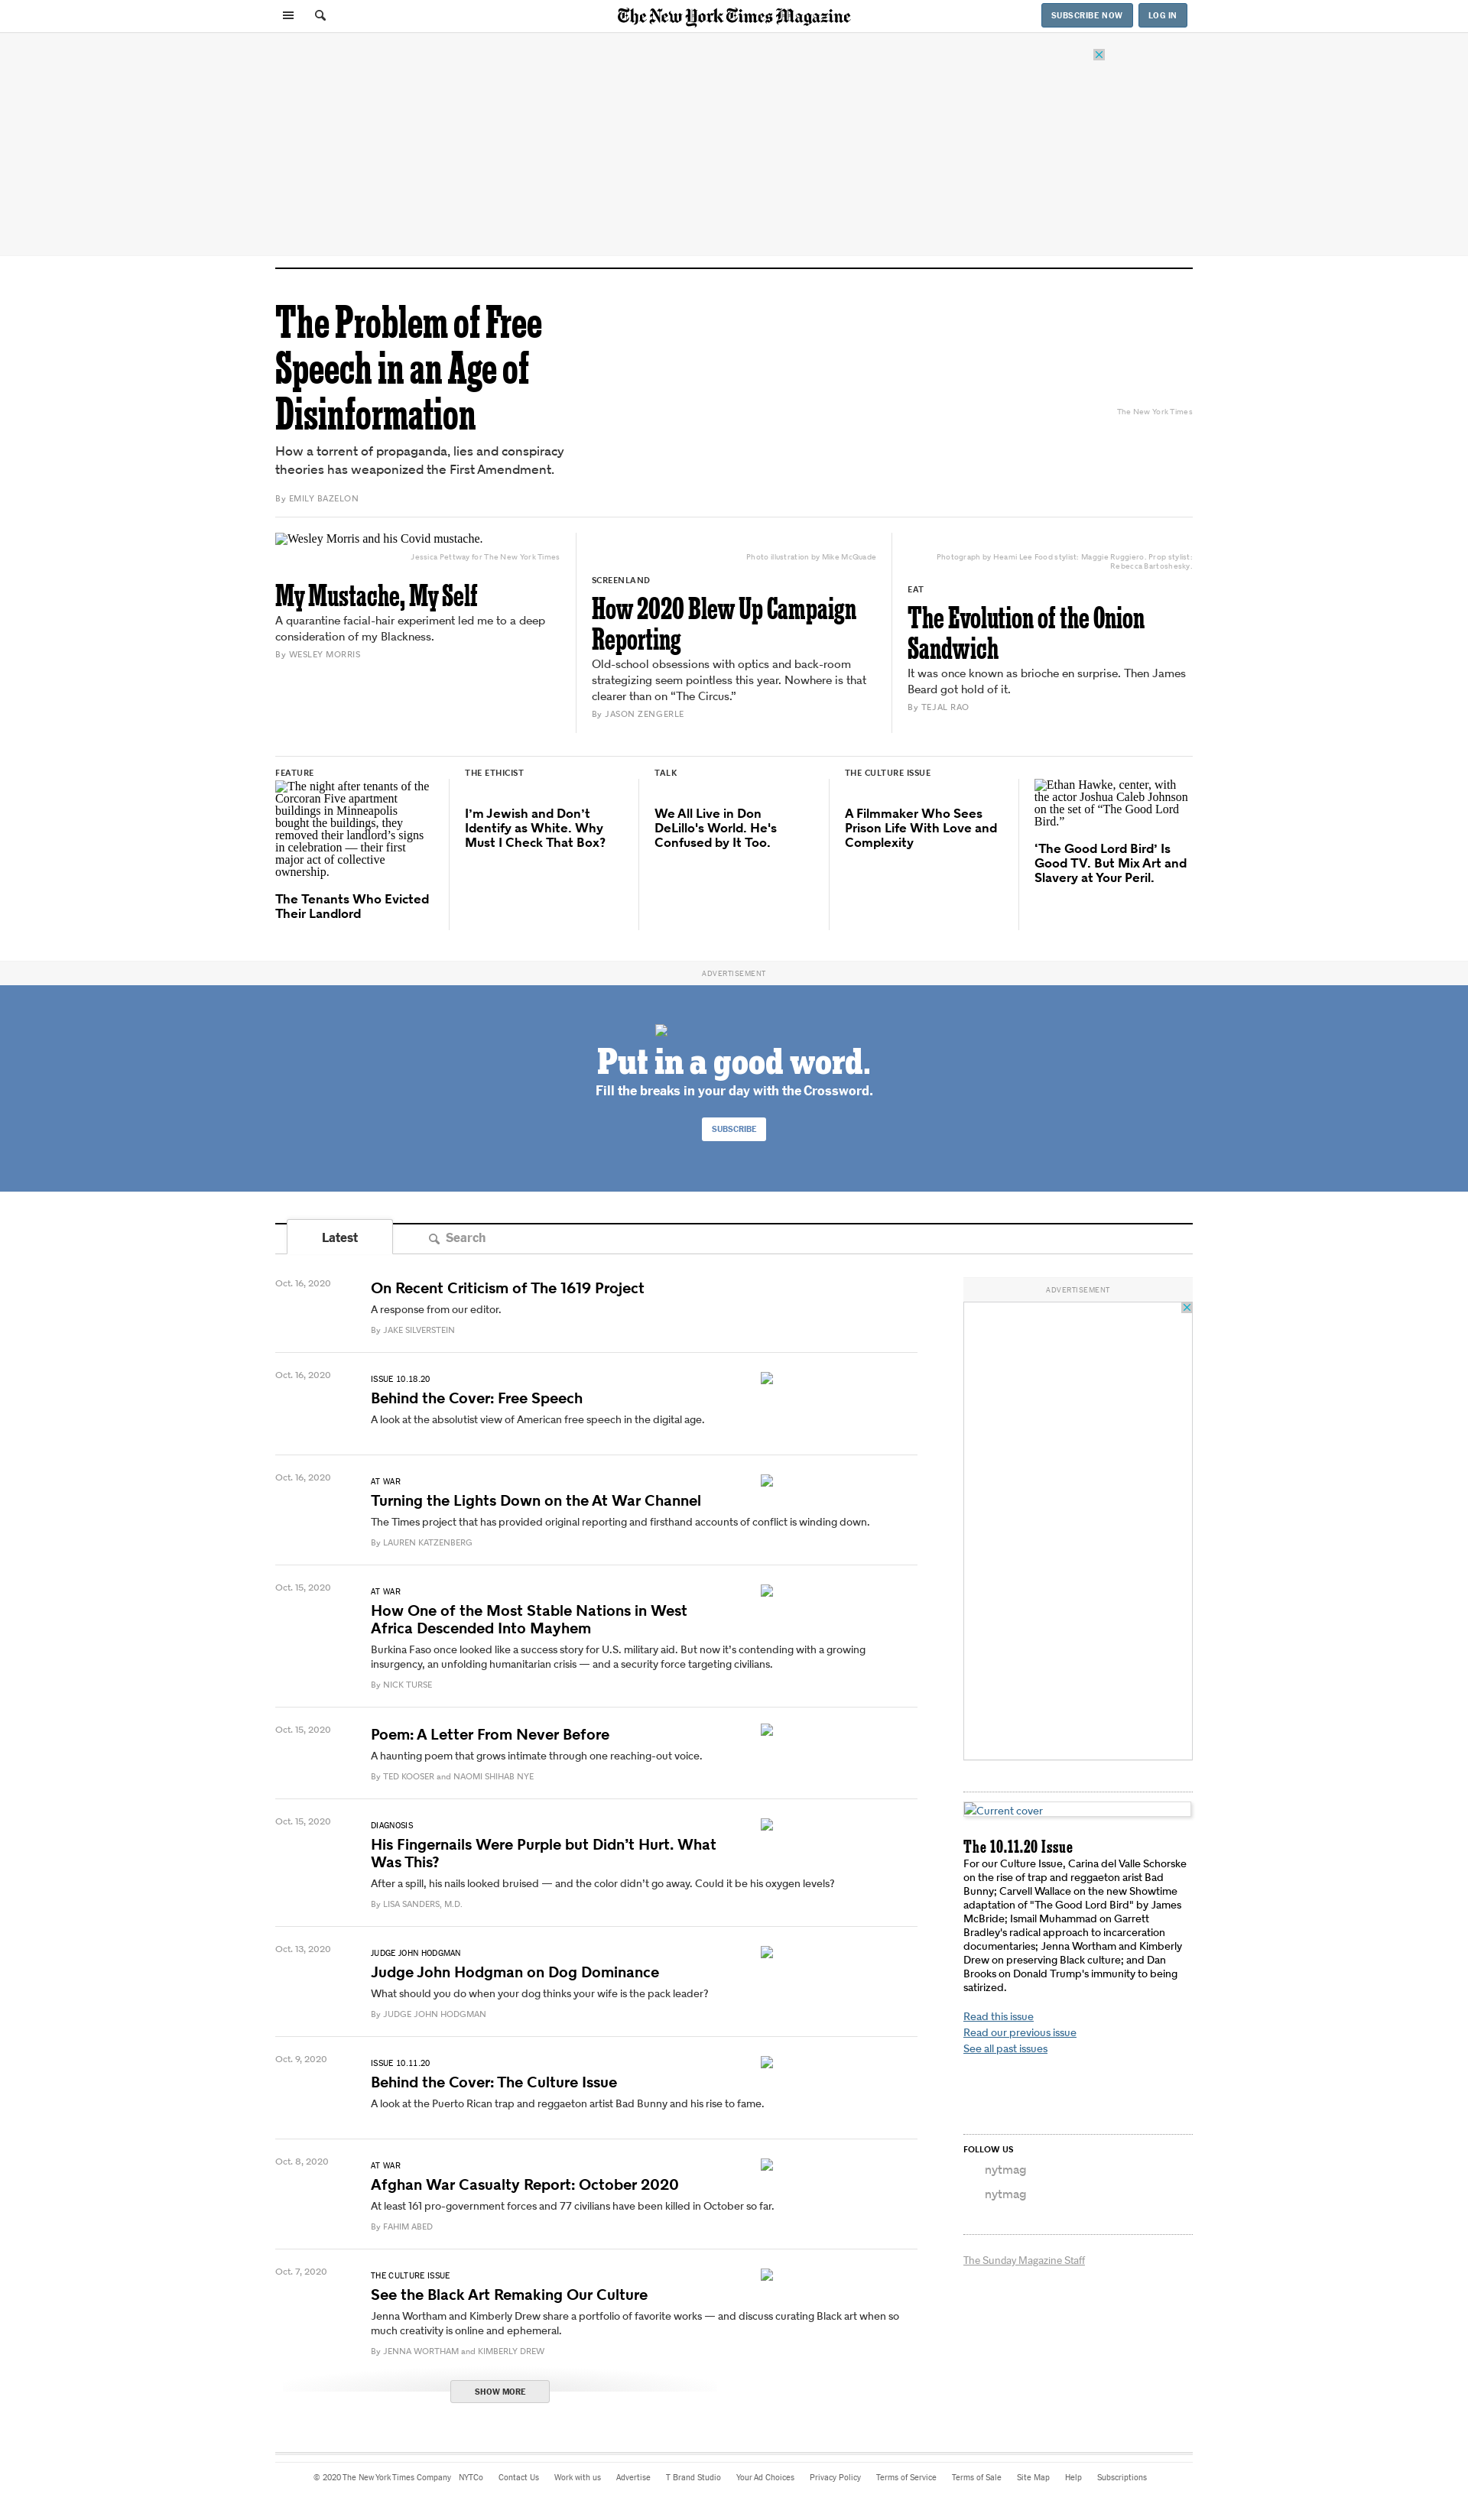 The New York Times Magazine
SUBSCRIBE NOW
LOG IN
The Problem of Free
Speech in an Age of
Disinformation
The New York Times
How a torrent of propaganda, lies and conspiracy
theories has weaponized the First Amendment.
By EMILY BAZELON
Wesley Morris and his Covid mustache.
Jessica Pettway for The New York Times
My Mustache, My Self
A quarantine facial-hair experiment led me to a deep
consideration of my Blackness.
By WESLEY MORRIS
Photo illustration by Mike McQuade
SCREENLAND
How 2020 Blew Up Campaign
Reporting
Old-school obsessions with optics and back-room
strategizing seem pointless this year. Nowhere is that
clearer than on “The Circus.”
By JASON ZENGERLE
Photograph by Heami Lee Food stylist: Maggie Ruggiero. Prop stylist:
Rebecca Bartoshesky.
EAT
The Evolution of the Onion
Sandwich
It was once known as brioche en surprise. Then James
Beard got hold of it.
By TEJAL RAO
FEATURE
The night after tenants of the
Corcoran Five apartment
buildings in Minneapolis
bought the buildings, they
removed their landlord’s signs
in celebration — their first
major act of collective
ownership.
The Tenants Who Evicted
Their Landlord
THE ETHICIST
I’m Jewish and Don’t
Identify as White. Why
Must I Check That Box?
TALK
We All Live in Don
DeLillo's World. He's
Confused by It Too.
THE CULTURE ISSUE
A Filmmaker Who Sees
Prison Life With Love and
Complexity
Ethan Hawke, center, with
the actor Joshua Caleb Johnson
on the set of “The Good Lord
Bird.”
‘The Good Lord Bird’ Is
Good TV. But Mix Art and
Slavery at Your Peril.
ADVERTISEMENT
Put in a good word.
Fill the breaks in your day with the Crossword.
SUBSCRIBE
Latest
Search
Oct. 16, 2020
On Recent Criticism of The 1619 Project
A response from our editor.
By JAKE SILVERSTEIN
Oct. 16, 2020
ISSUE 10.18.20
Behind the Cover: Free Speech
A look at the absolutist view of American free speech in the digital age.
Oct. 16, 2020
AT WAR
Turning the Lights Down on the At War Channel
The Times project that has provided original reporting and firsthand accounts of conflict is winding down.
By LAUREN KATZENBERG
Oct. 15, 2020
AT WAR
How One of the Most Stable Nations in West
Africa Descended Into Mayhem
Burkina Faso once looked like a success story for U.S. military aid. But now it’s contending with a growing
insurgency, an unfolding humanitarian crisis — and a security force targeting civilians.
By NICK TURSE
Oct. 15, 2020
Poem: A Letter From Never Before
A haunting poem that grows intimate through one reaching-out voice.
By TED KOOSER and NAOMI SHIHAB NYE
Oct. 15, 2020
DIAGNOSIS
His Fingernails Were Purple but Didn’t Hurt. What
Was This?
After a spill, his nails looked bruised — and the color didn’t go away. Could it be his oxygen levels?
By LISA SANDERS, M.D.
Oct. 13, 2020
JUDGE JOHN HODGMAN
Judge John Hodgman on Dog Dominance
What should you do when your dog thinks your wife is the pack leader?
By JUDGE JOHN HODGMAN
Oct. 9, 2020
ISSUE 10.11.20
Behind the Cover: The Culture Issue
A look at the Puerto Rican trap and reggaeton artist Bad Bunny and his rise to fame.
Oct. 8, 2020
AT WAR
Afghan War Casualty Report: October 2020
At least 161 pro-government forces and 77 civilians have been killed in October so far.
By FAHIM ABED
Oct. 7, 2020
THE CULTURE ISSUE
See the Black Art Remaking Our Culture
Jenna Wortham and Kimberly Drew share a portfolio of favorite works — and discuss curating Black art when so
much creativity is online and ephemeral.
By JENNA WORTHAM and KIMBERLY DREW
SHOW MORE
ADVERTISEMENT
Current cover
The 10.11.20 Issue
For our Culture Issue, Carina del Valle Schorske
on the rise of trap and reggaeton arist Bad
Bunny; Carvell Wallace on the new Showtime
adaptation of "The Good Lord Bird" by James
McBride; Ismail Muhammad on Garrett
Bradley's radical approach to incarceration
documentaries; Jenna Wortham and Kimberly
Drew on preserving Black culture; and Dan
Brooks on Donald Trump's immunity to being
satirized.
Read this issue
Read our previous issue
See all past issues
FOLLOW US
nytmag
nytmag
The Sunday Magazine Staff
© 2020 The New York Times Company NYTCo Contact Us Work with us Advertise T Brand Studio Your Ad Choices Privacy Policy Terms of Service Terms of Sale Site Map Help Subscriptions